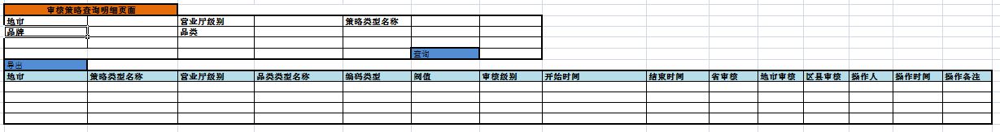 审核策略查询明细页面
地市 营业厅级别 策略类型名称
品牌 品类
查询
导出
地市 策略类型名称 营业厅级别 品类类型名称 编码类型 阀值 审核级别 开始时间 结束时间 省审核 地市审核 区县审核 操作人 操作时间 操作备注